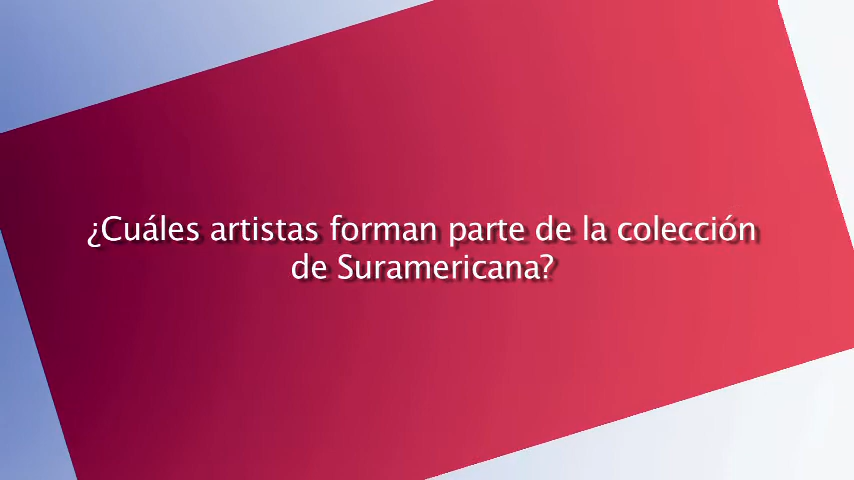 ¿Cuáles artistas forman parte de la colección
de Suramericana?